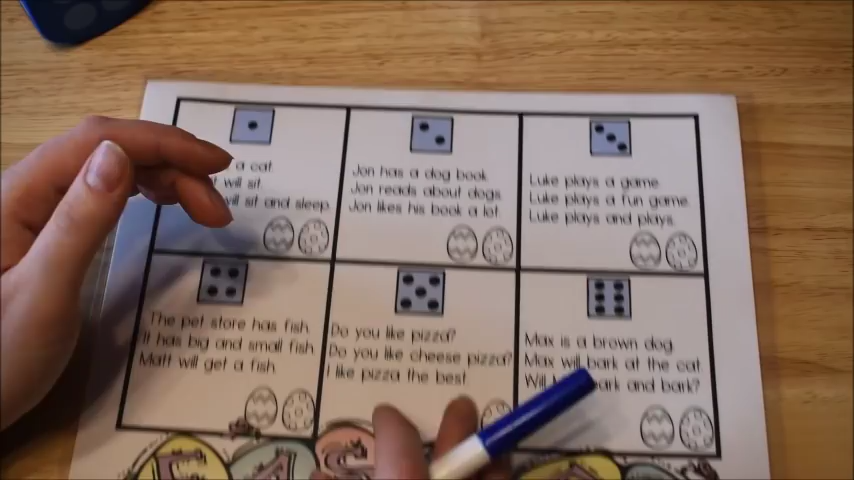 a cat.
will sit.
will sit and sleep.
Jon has a dog book.
Jon reads about dogs.
Jon likes his book a lot.
Luke plays a game.
Luke plays a fun game.
Luke plays and plays.
The pet store has fish.
It has big and small fish.
Matt will get a fish.
Do you like pizza?
Do you like cheese pizza?
I like pizza the best
Max is a brown dog.
Max will bark at the cat.
Will bark and bark?